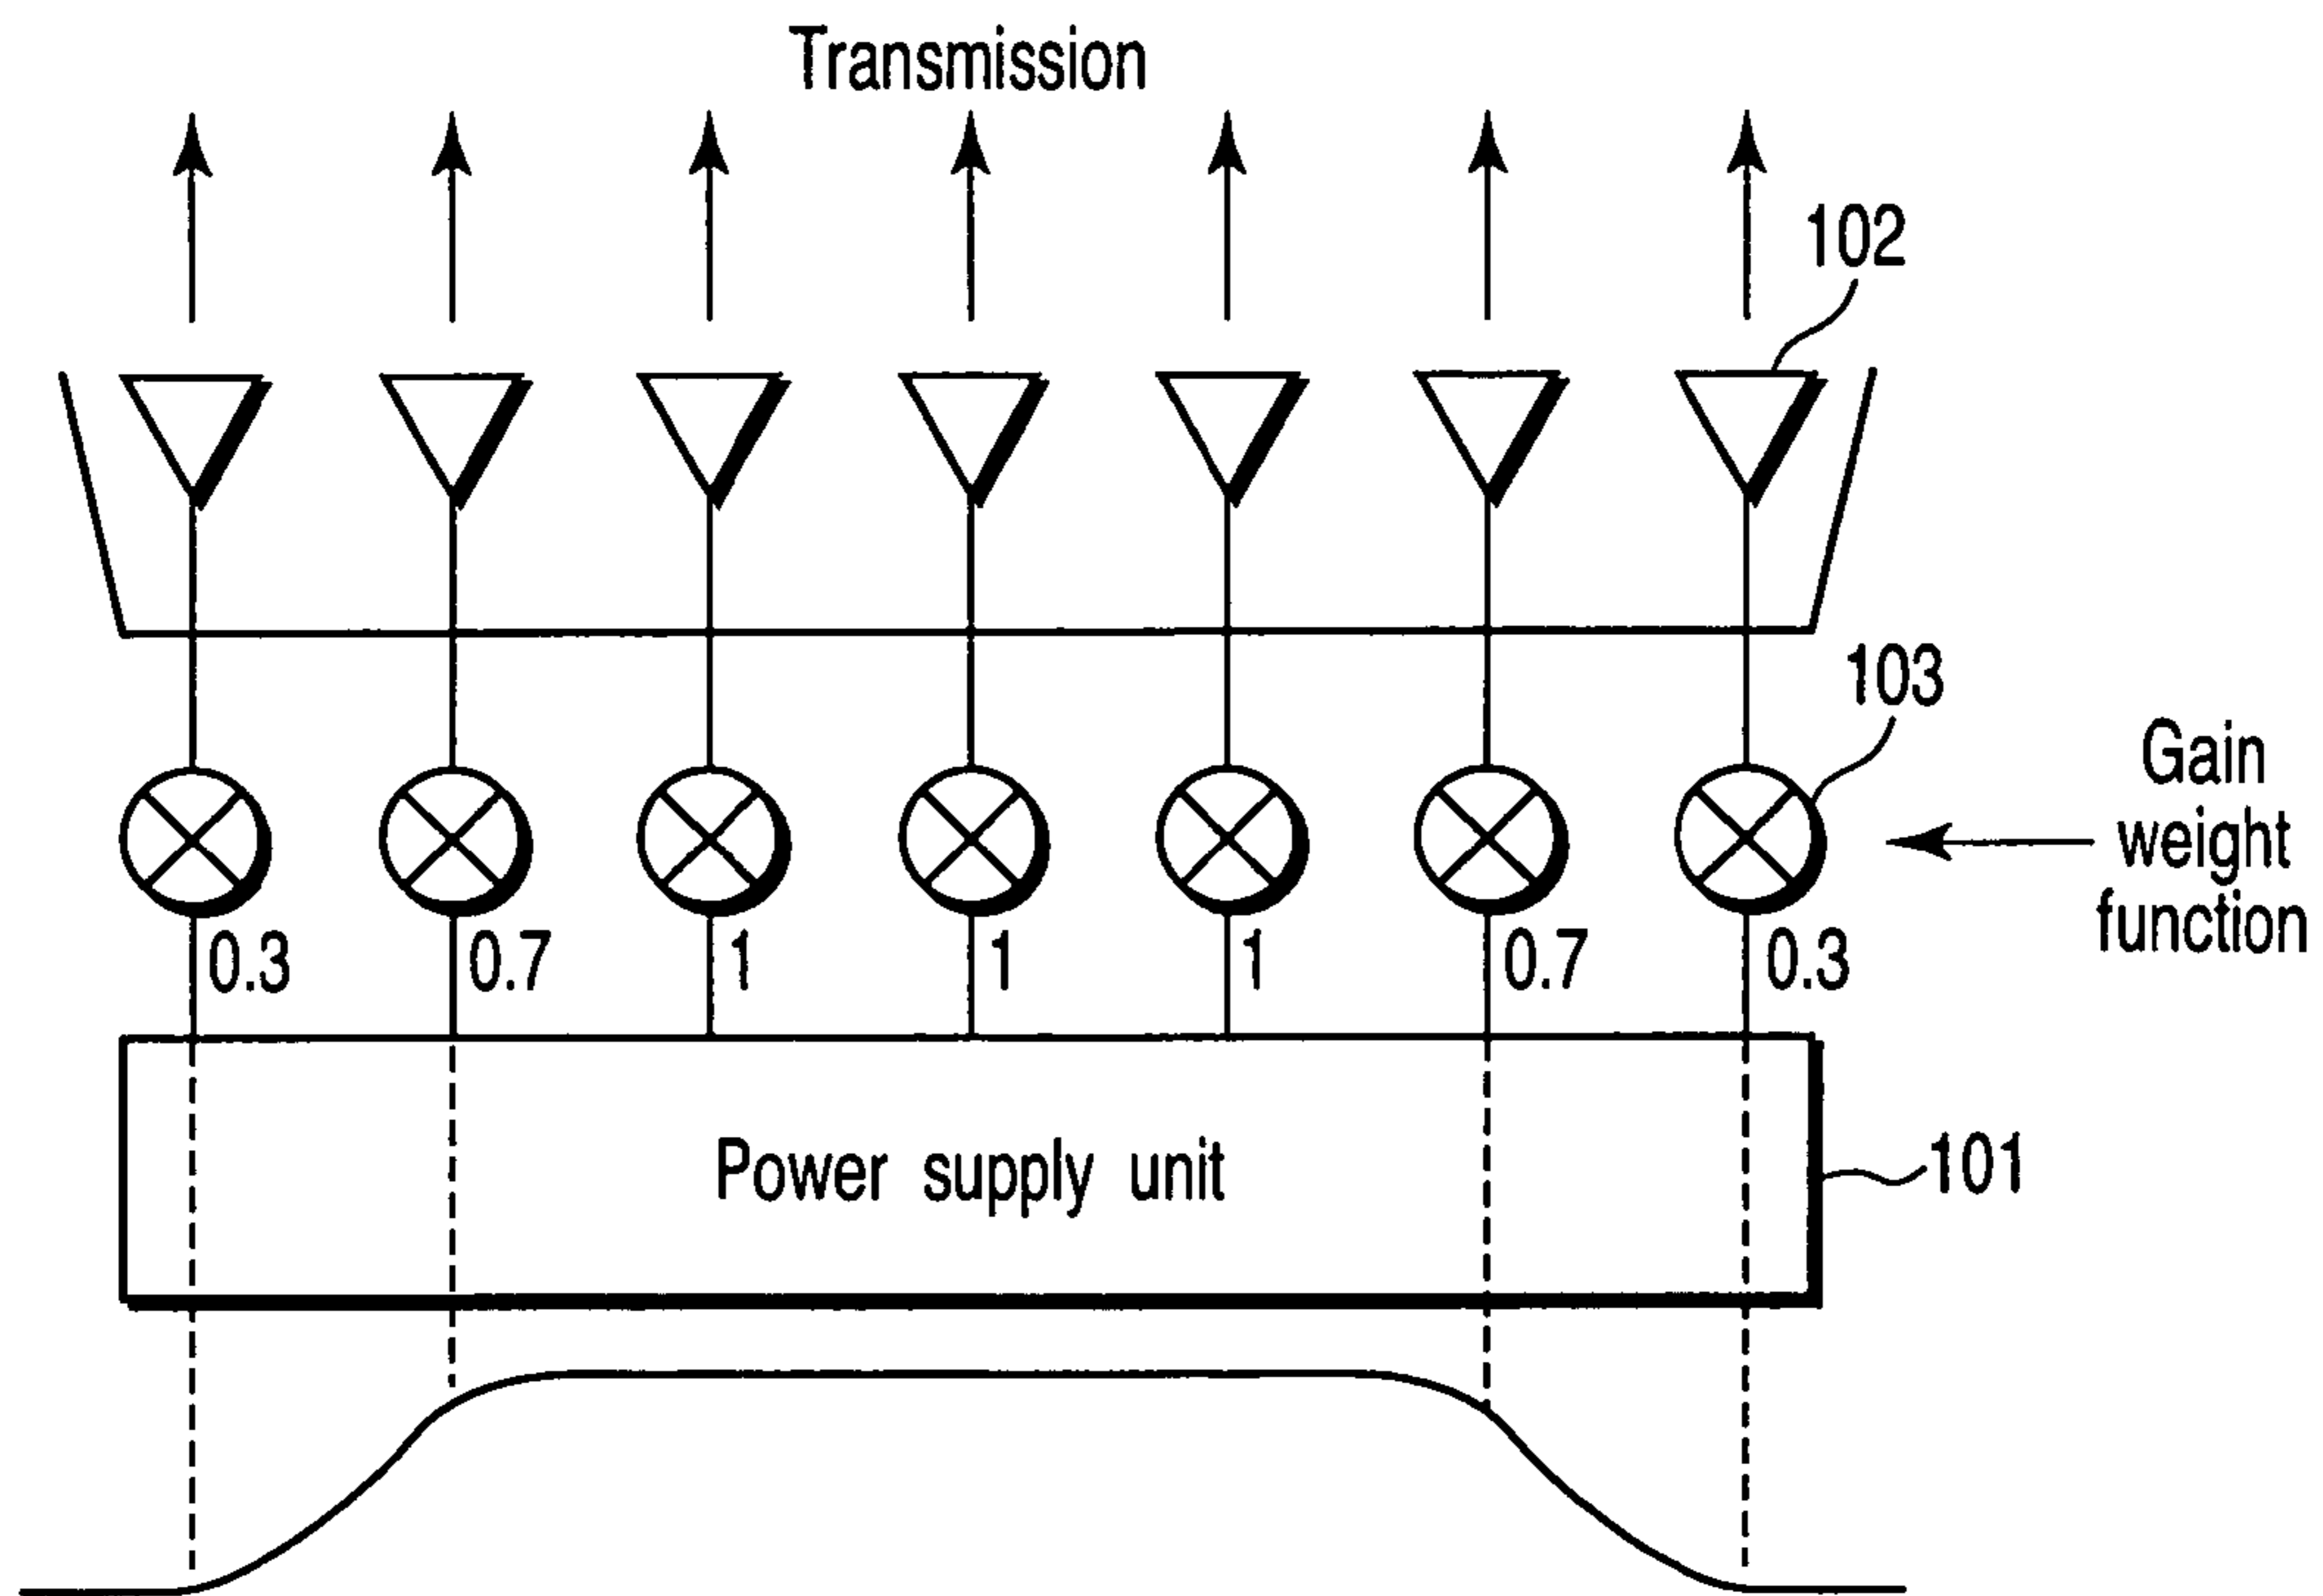 Transmission
102
103
Gain
weight
function
0.3 0.7 1 1 1 0.7 0.3
Power supply unit
101